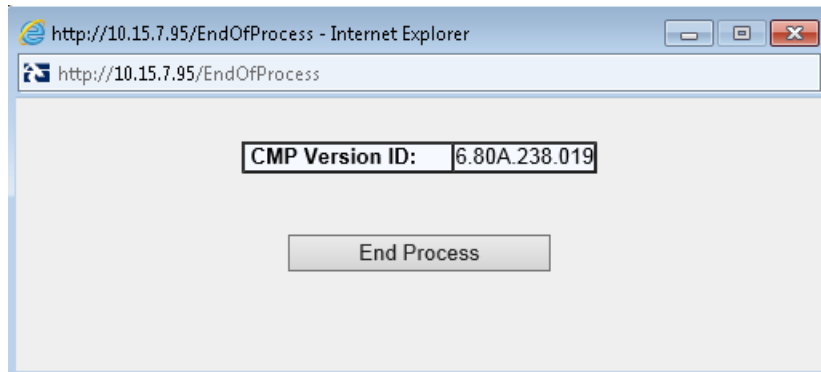 http://10.15.7.95/EndOfProcess - Internet Explorer
http://10.15.7.95/EndOfProcess
CMP Version ID: 6.80A.238.019
End Process